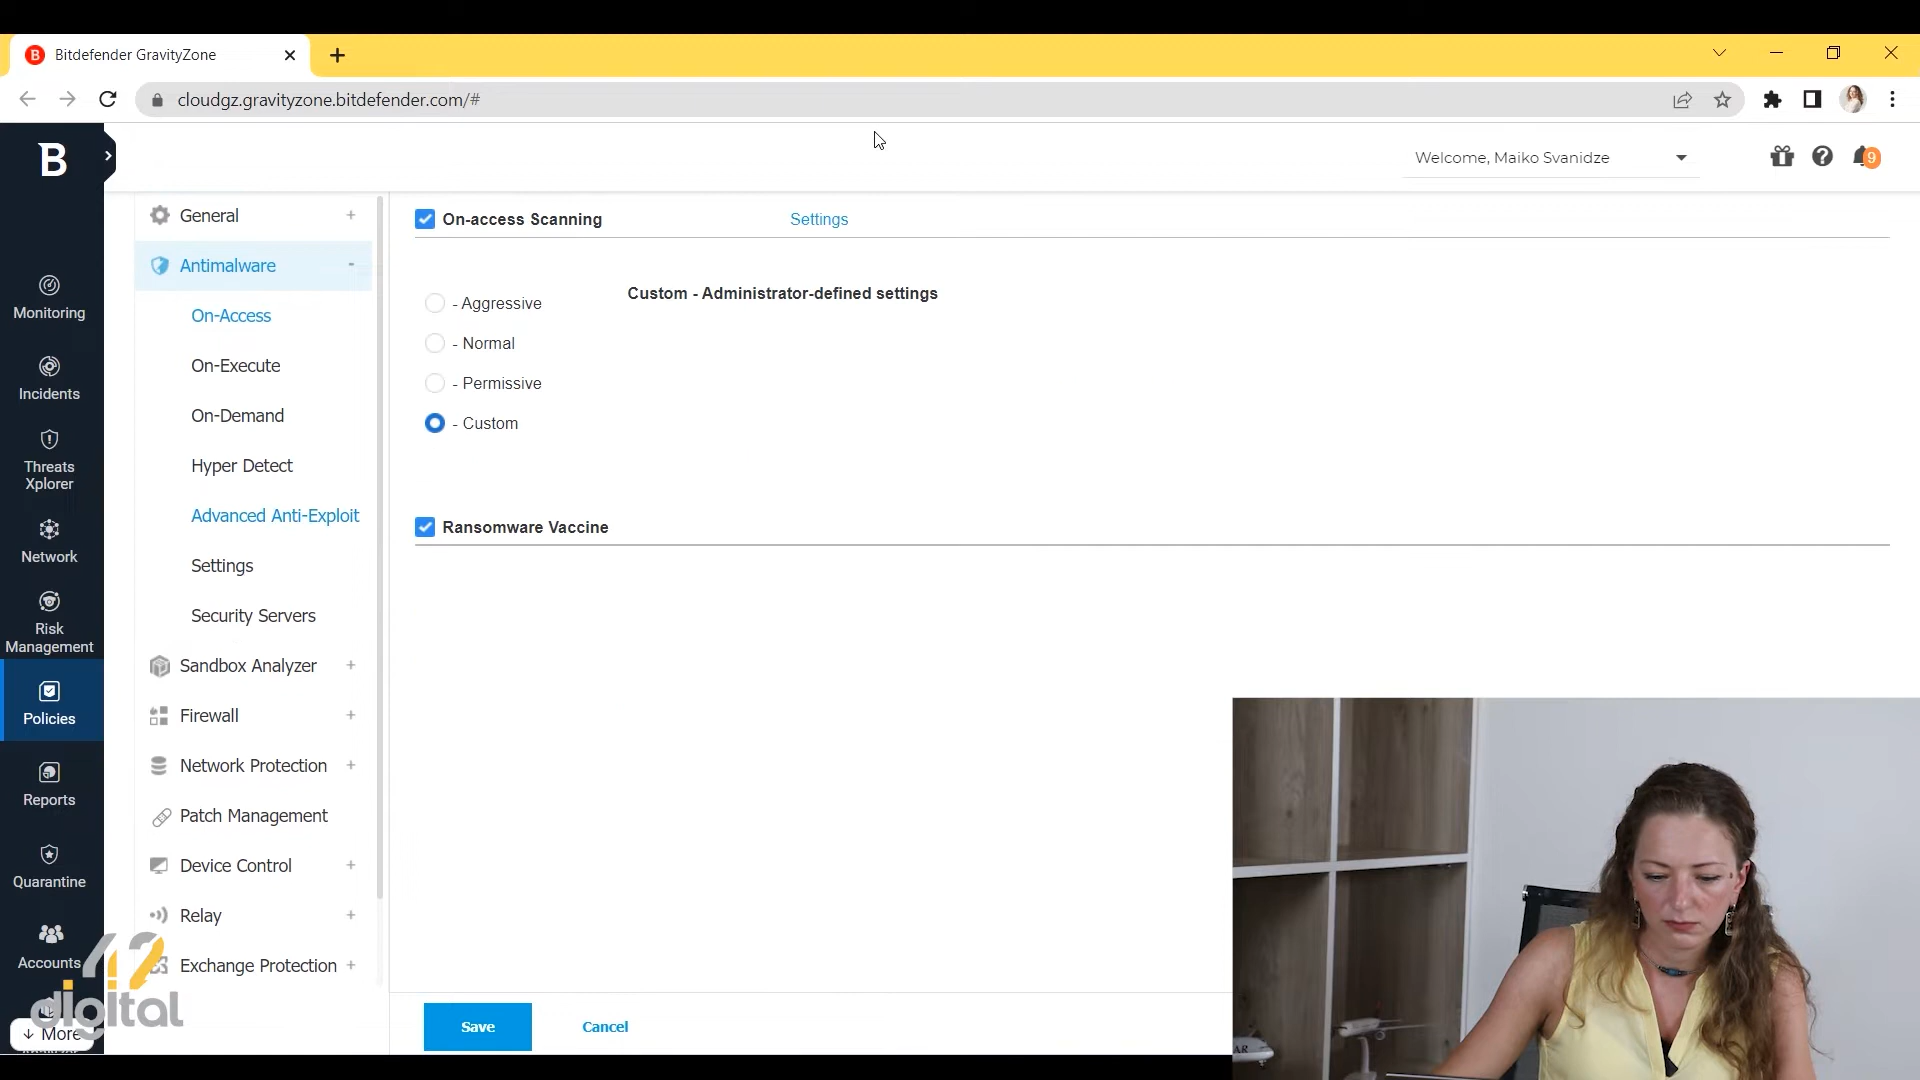 Bitdefender GravityZone
cloudgz.gravityzone.bitdefender.com/#
B
Welcome, Maiko Svanidze
9
Monitoring
Incidents
Threats
Xplorer
Network
Risk
Management
Policies
Reports
Quarantine
Accounts
More
General +
Antimalware -
On-Access
On-Execute
On-Demand
Hyper Detect
Advanced Anti-Exploit
Settings
Security Servers
Sandbox Analyzer +
Firewall +
Network Protection +
Patch Management
Device Control +
Relay +
Exchange Protection +
On-access Scanning Settings
- Aggressive
- Normal
- Permissive
- Custom
Custom - Administrator-defined settings
Ransomware Vaccine
Save Cancel
42
digital
AR